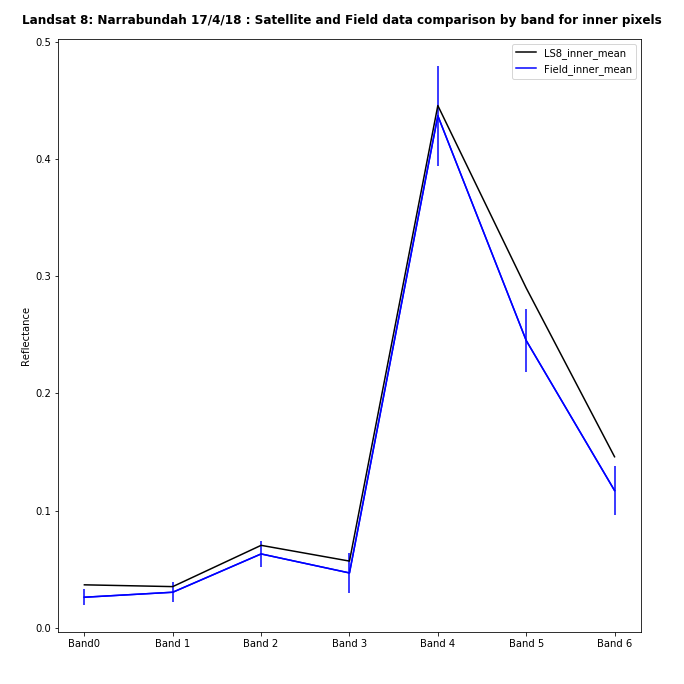 Landsat 8: Narrabundah 17/4/18 : Satellite and Field data comparison by band for inner pixels
LS8_inner_mean
Field_inner_mean
0.5
0.4
0.3
0.2
0.1
0.0
Reflectance
Band0 Band 1 Band 2 Band 3 Band 4 Band 5 Band 6